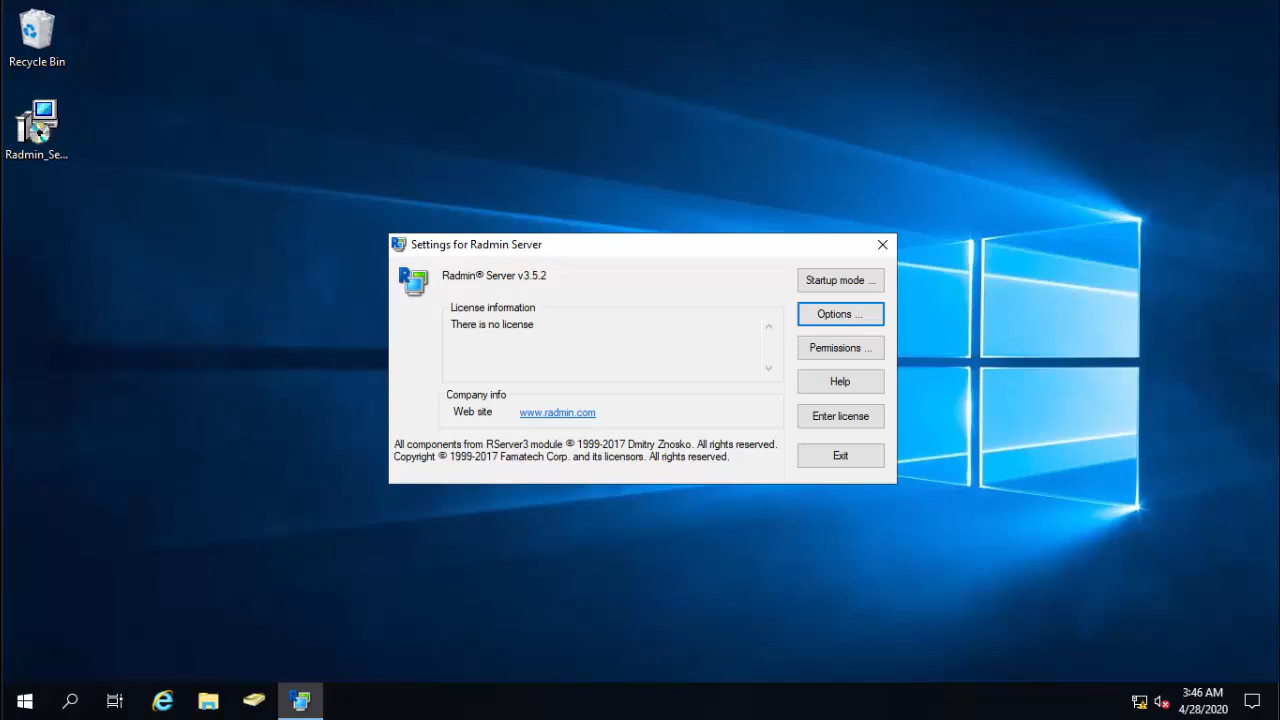 Recycle Bin
Radmin_Se...
Settings for Radmin Server
Radmin® Server v3.5.2
License information
There is no license
Company info
Web site www.radmin.com
All components from RServer3 module © 1999-2017 Dmitry Znosko. All rights reserved.
Copyright © 1999-2017 Famatech Corp. and its licensors. All rights reserved.
Startup mode ...
Options ...
Permissions ...
Help
Enter license
Exit
3:46 AM
4/28/2020